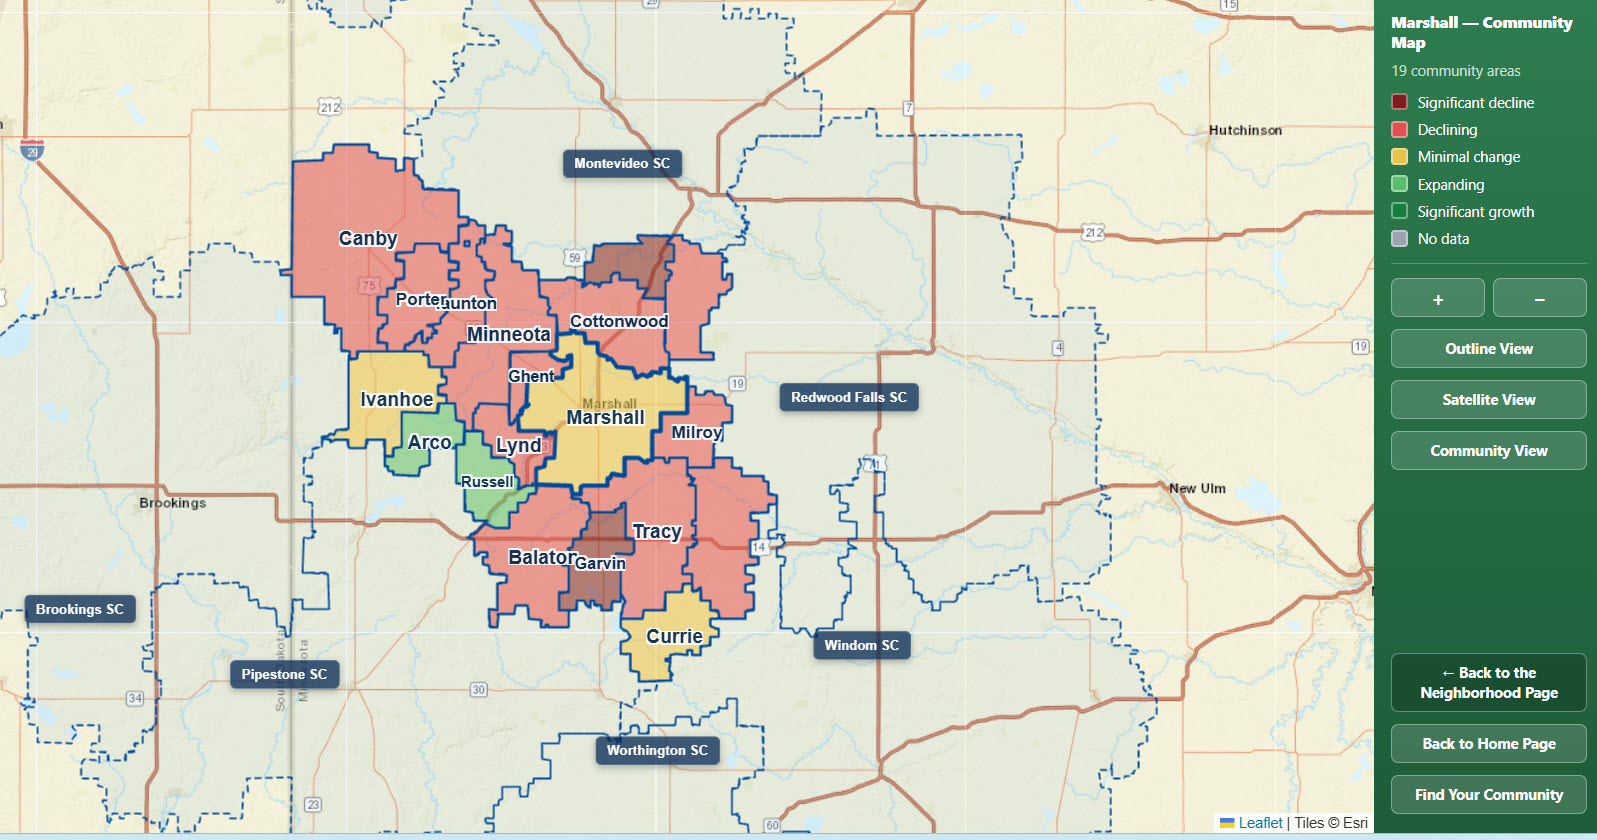 29
15
Marshall — Community
Map
19 community areas
Significant decline
Declining
Minimal change
Expanding
Significant growth
No data
+
−
Outline View
Satellite View
Community View
← Back to the
Neighborhood Page
Back to Home Page
Find Your Community
212
7
Hutchinson
29
Montevideo SC
212
Canby
59
75
Porter
Cottonwood
Minneota
4
19
Ghent
19
Ivanhoe
Redwood Falls SC
Marshall
Marshall
Milroy
Arco
Lynd
71
Russell
New Ulm
Brookings
Tracy
14
Balaton
Garvin
Brookings SC
Currie
Windom SC
Pipestone SC
South Dakota
Minnesota
30
34
Worthington SC
23
60
Leaflet | Tiles © Esri